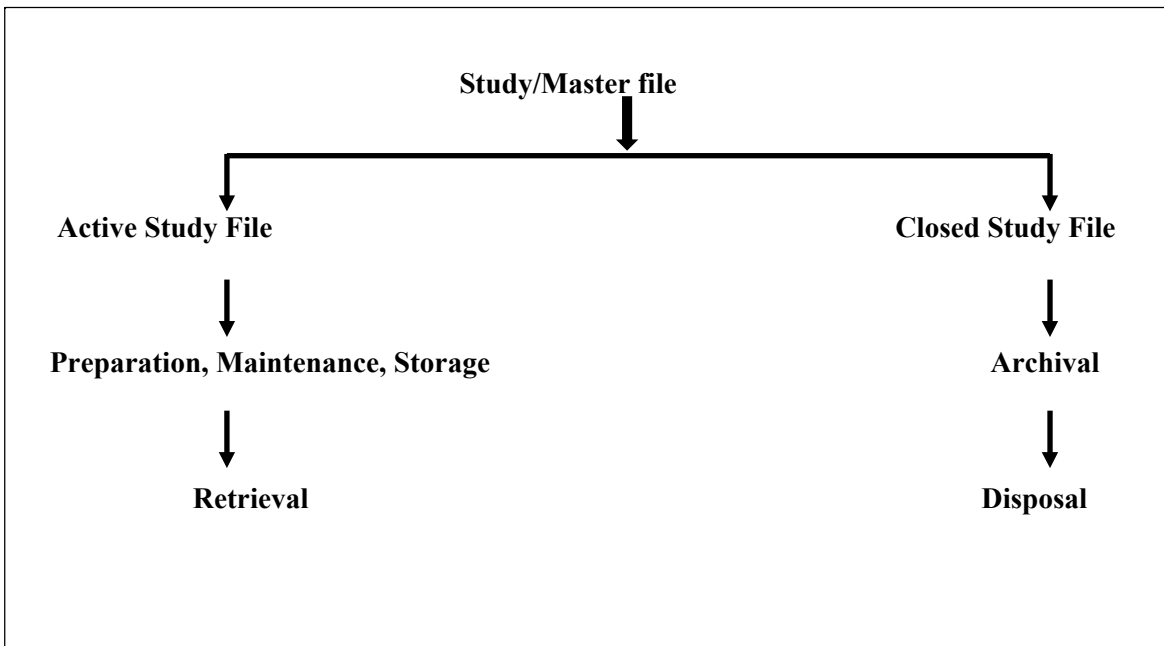 Study/Master file
Active Study File
Closed Study File
Preparation, Maintenance, Storage
Archival
Retrieval
Disposal